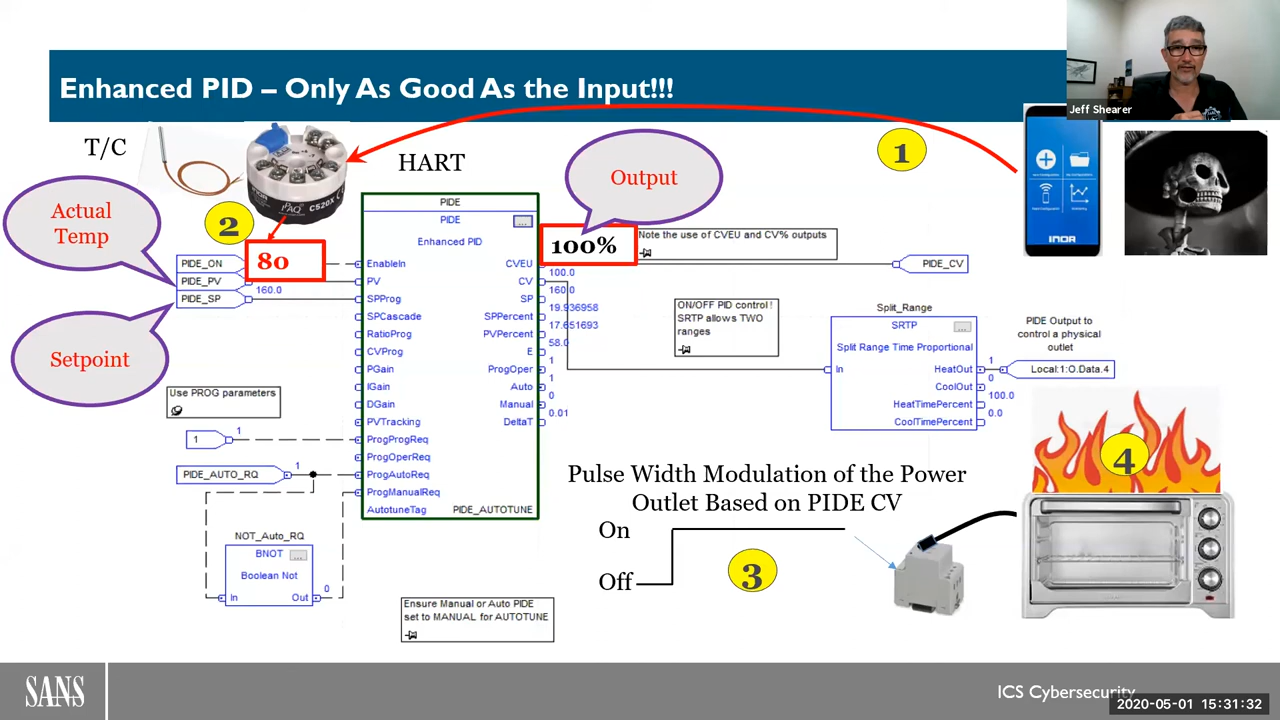 Enhanced PID – Only As Good As the Input!!!
Jeff Shearer
T/C
HART
1
Output
Actual
Temp
2
80
100%
Setpoint
INOR
PIDE
PIDE
...
Enhanced PID
PIDE_ON
PIDE_PV
PIDE_SP
160.0
EnableIn
PV
SPProg
SPCascade
RatioProg
CVProg
PGain
IGain
DGain
PVTracking
ProgProgReq
ProgOperReq
ProgAutoReq
ProgManualReq
AutotuneTag
PIDE_AUTOTUNE
CVEU
CV
SP
SPPercent
PVPercent
E
ProgOper
Auto
Manual
DeltaT
100.0
160.0
19.936958
17.651693
58.0
1
1
0
0.01
Note the use of CVEU and CV% outputs
PIDE_CV
ON/OFF PID control!
SRTP allows TWO
ranges
Split_Range
SRTP
...
Split Range Time Proportional
In
HeatOut
CoolOut
HeatTimePercent
CoolTimePercent
1
0
100.0
0.0
PIDE Output to
control a physical
outlet
Local:1:O.Data.4
Use PROG parameters
1
1
PIDE_AUTO_RQ
1
NOT_Auto_RQ
BNOT
...
Boolean Not
In
Out
0
Ensure Manual or Auto PIDE
set to MANUAL for AUTOTUNE
Pulse Width Modulation of the Power
Outlet Based on PIDE CV
On
Off
3
4
SANS
ICS Cybersecurity
2020-05-01 15:31:32